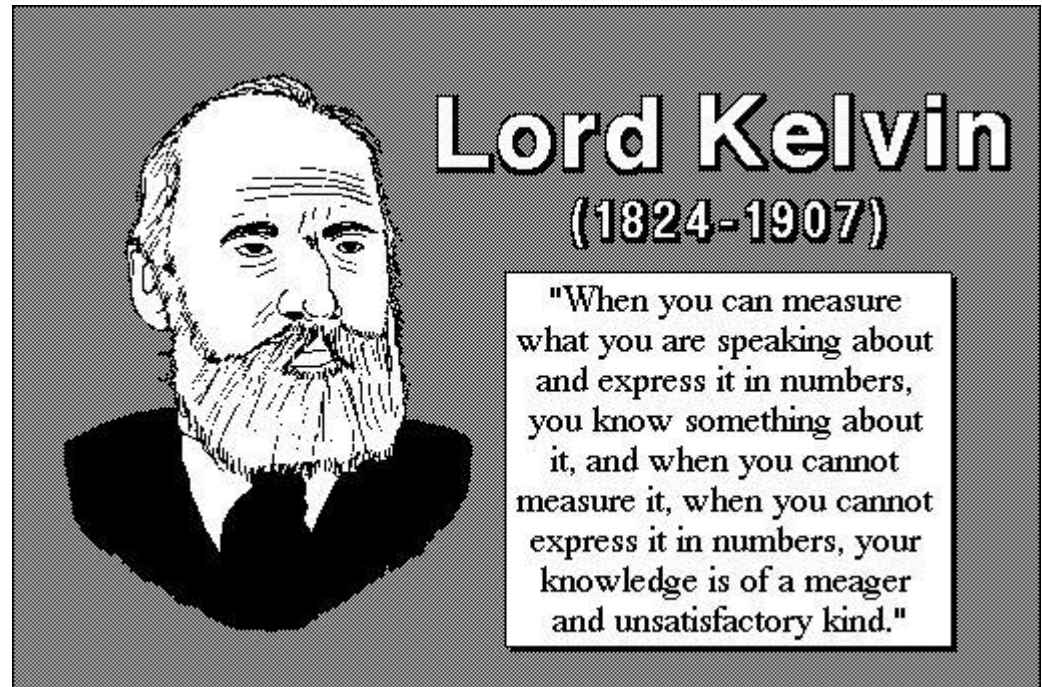 Lord Kelvin
(1824-1907)
"When you can measure
what you are speaking about
and express it in numbers,
you know something about
it, and when you cannot
measure it, when you cannot
express it in numbers, your
knowledge is of a meager
and unsatisfactory kind."